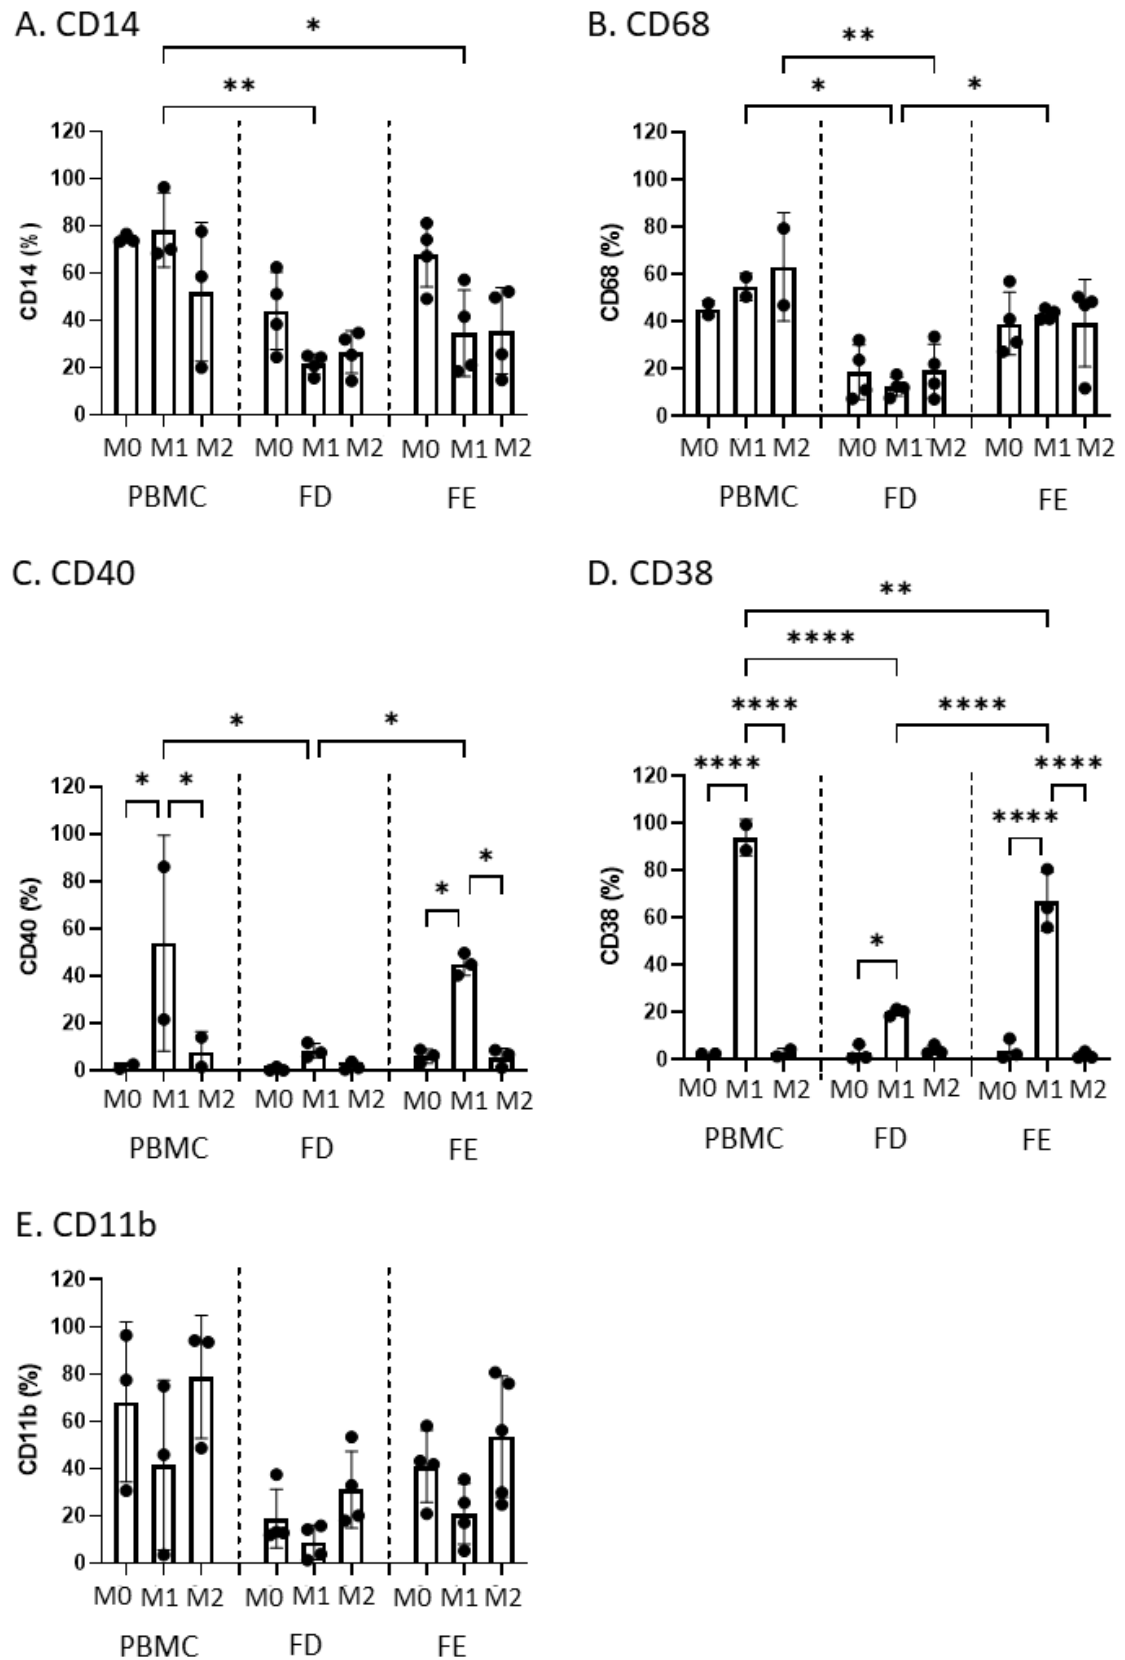 A. CD14
*
**
120
100
80
60
40
20
0
CD14 (%)
M0 M1 M2 M0 M1 M2 M0 M1 M2
PBMC FD FE
B. CD68
**
* *
120
100
80
60
40
20
0
CD68 (%)
M0 M1 M2 M0 M1 M2 M0 M1 M2
PBMC FD FE
C. CD40
* *
* *
*
*
120
100
80
60
40
20
0
CD40 (%)
M0 M1 M2 M0 M1 M2 M0 M1 M2
PBMC FD FE
D. CD38
**
****
**** ****
**** ****
****
*
120
100
80
60
40
20
0
CD38 (%)
M0 M1 M2 M0 M1 M2 M0 M1 M2
PBMC FD FE
E. CD11b
120
100
80
60
40
20
0
CD11b (%)
M0 M1 M2 M0 M1 M2 M0 M1 M2
PBMC FD FE